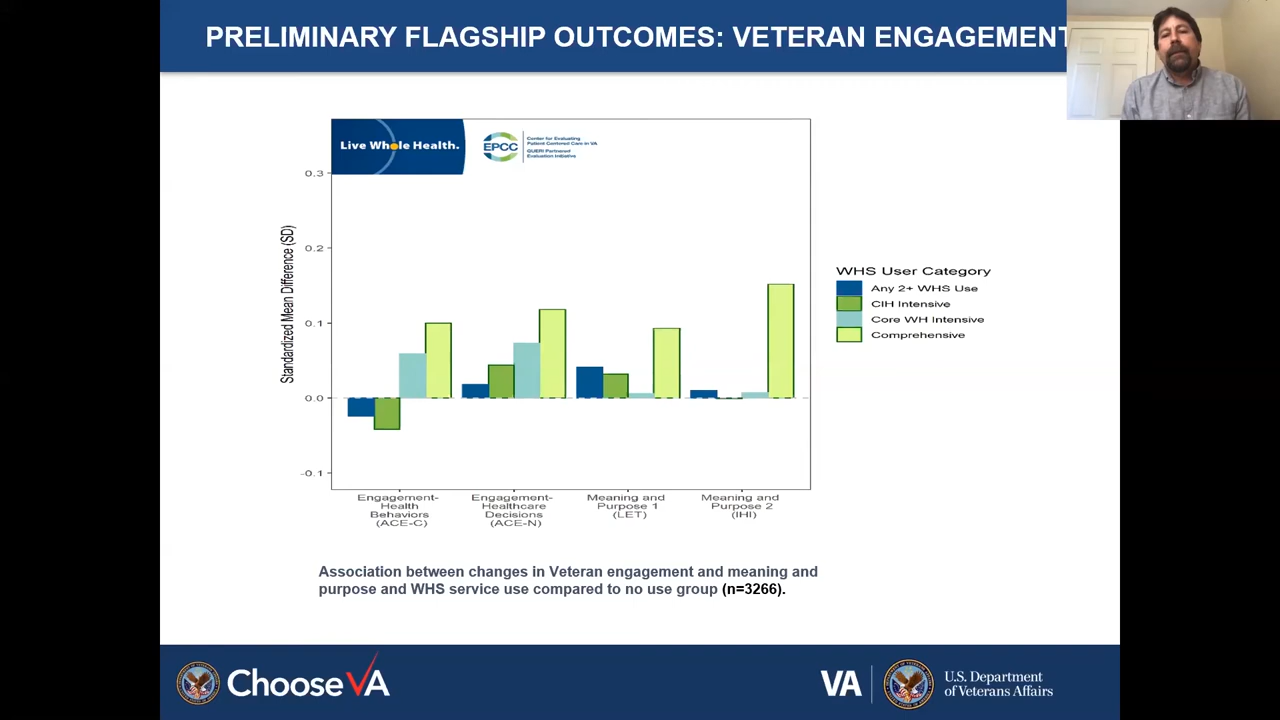 PRELIMINARY FLAGSHIP OUTCOMES: VETERAN ENGAGEMENT
Live Whole Health.
EPCC
Center for Evaluating
Patient Centered Care in VA
QUERI Partnered
Evaluation Initiative
Standardized Mean Difference (SD)
0.3
0.2
0.1
0.0
-0.1
Engagement-
Health
Behaviors
(ACE-C)
Engagement-
Healthcare
Decisions
(ACE-N)
Meaning and
Purpose 1
(LET)
Meaning and
Purpose 2
(IHI)
WHS User Category
Any 2+ WHS Use
CIH Intensive
Core WH Intensive
Comprehensive
Association between changes in Veteran engagement and meaning and
purpose and WHS service use compared to no use group (n=3266).
Choose VA
VA
U.S. Department
of Veterans Affairs